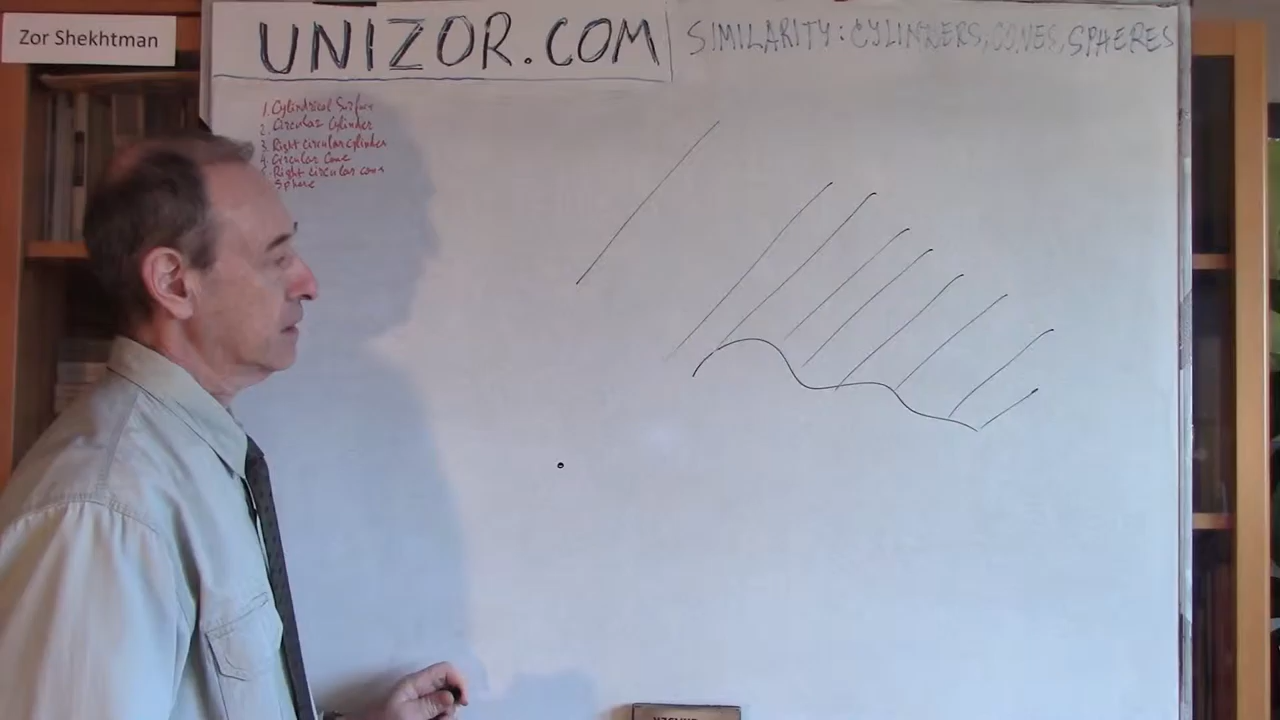 Zor Shekhtman
UNIZOR.COM
SIMILARITY: CYLINDERS, CONES, SPHERES
1. Cylindrical Surface
2. Circular Cylinder
3. Right circular cylinder
4. Circular Cone
5. Right circular cone
Sphere